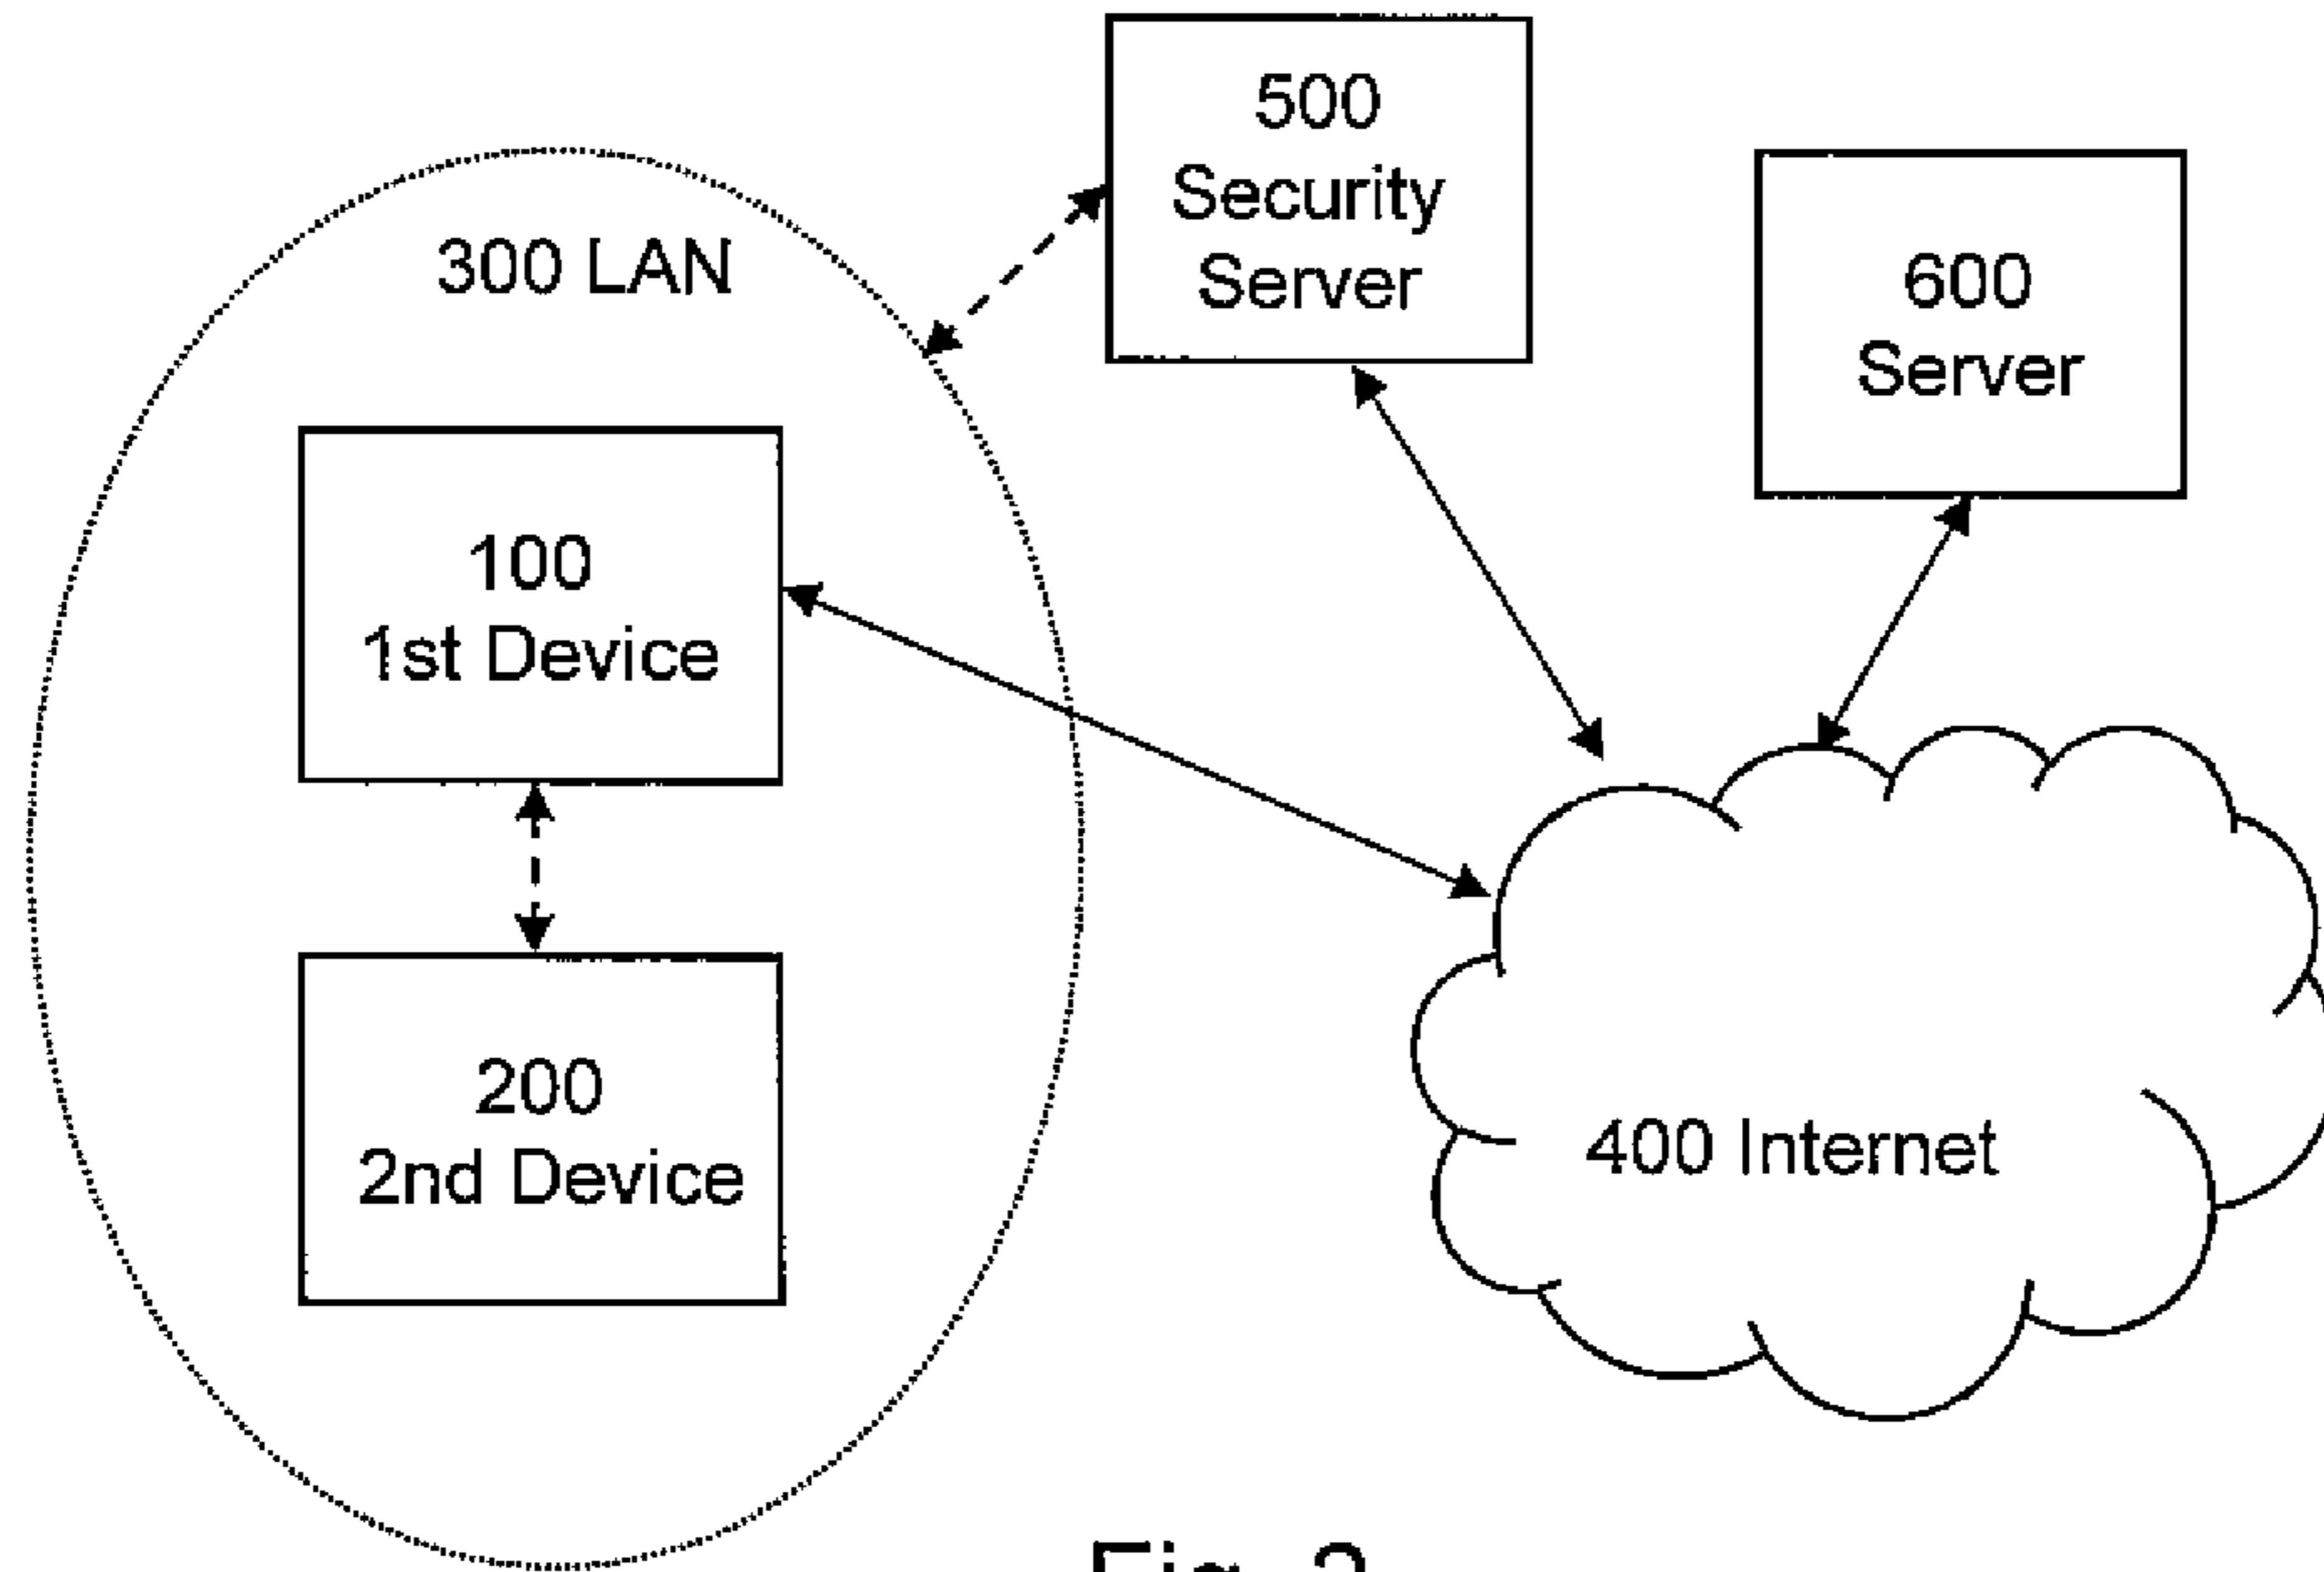 500
Security
Server
600
Server
300 LAN
100
1st Device
200
2nd Device
400 Internet